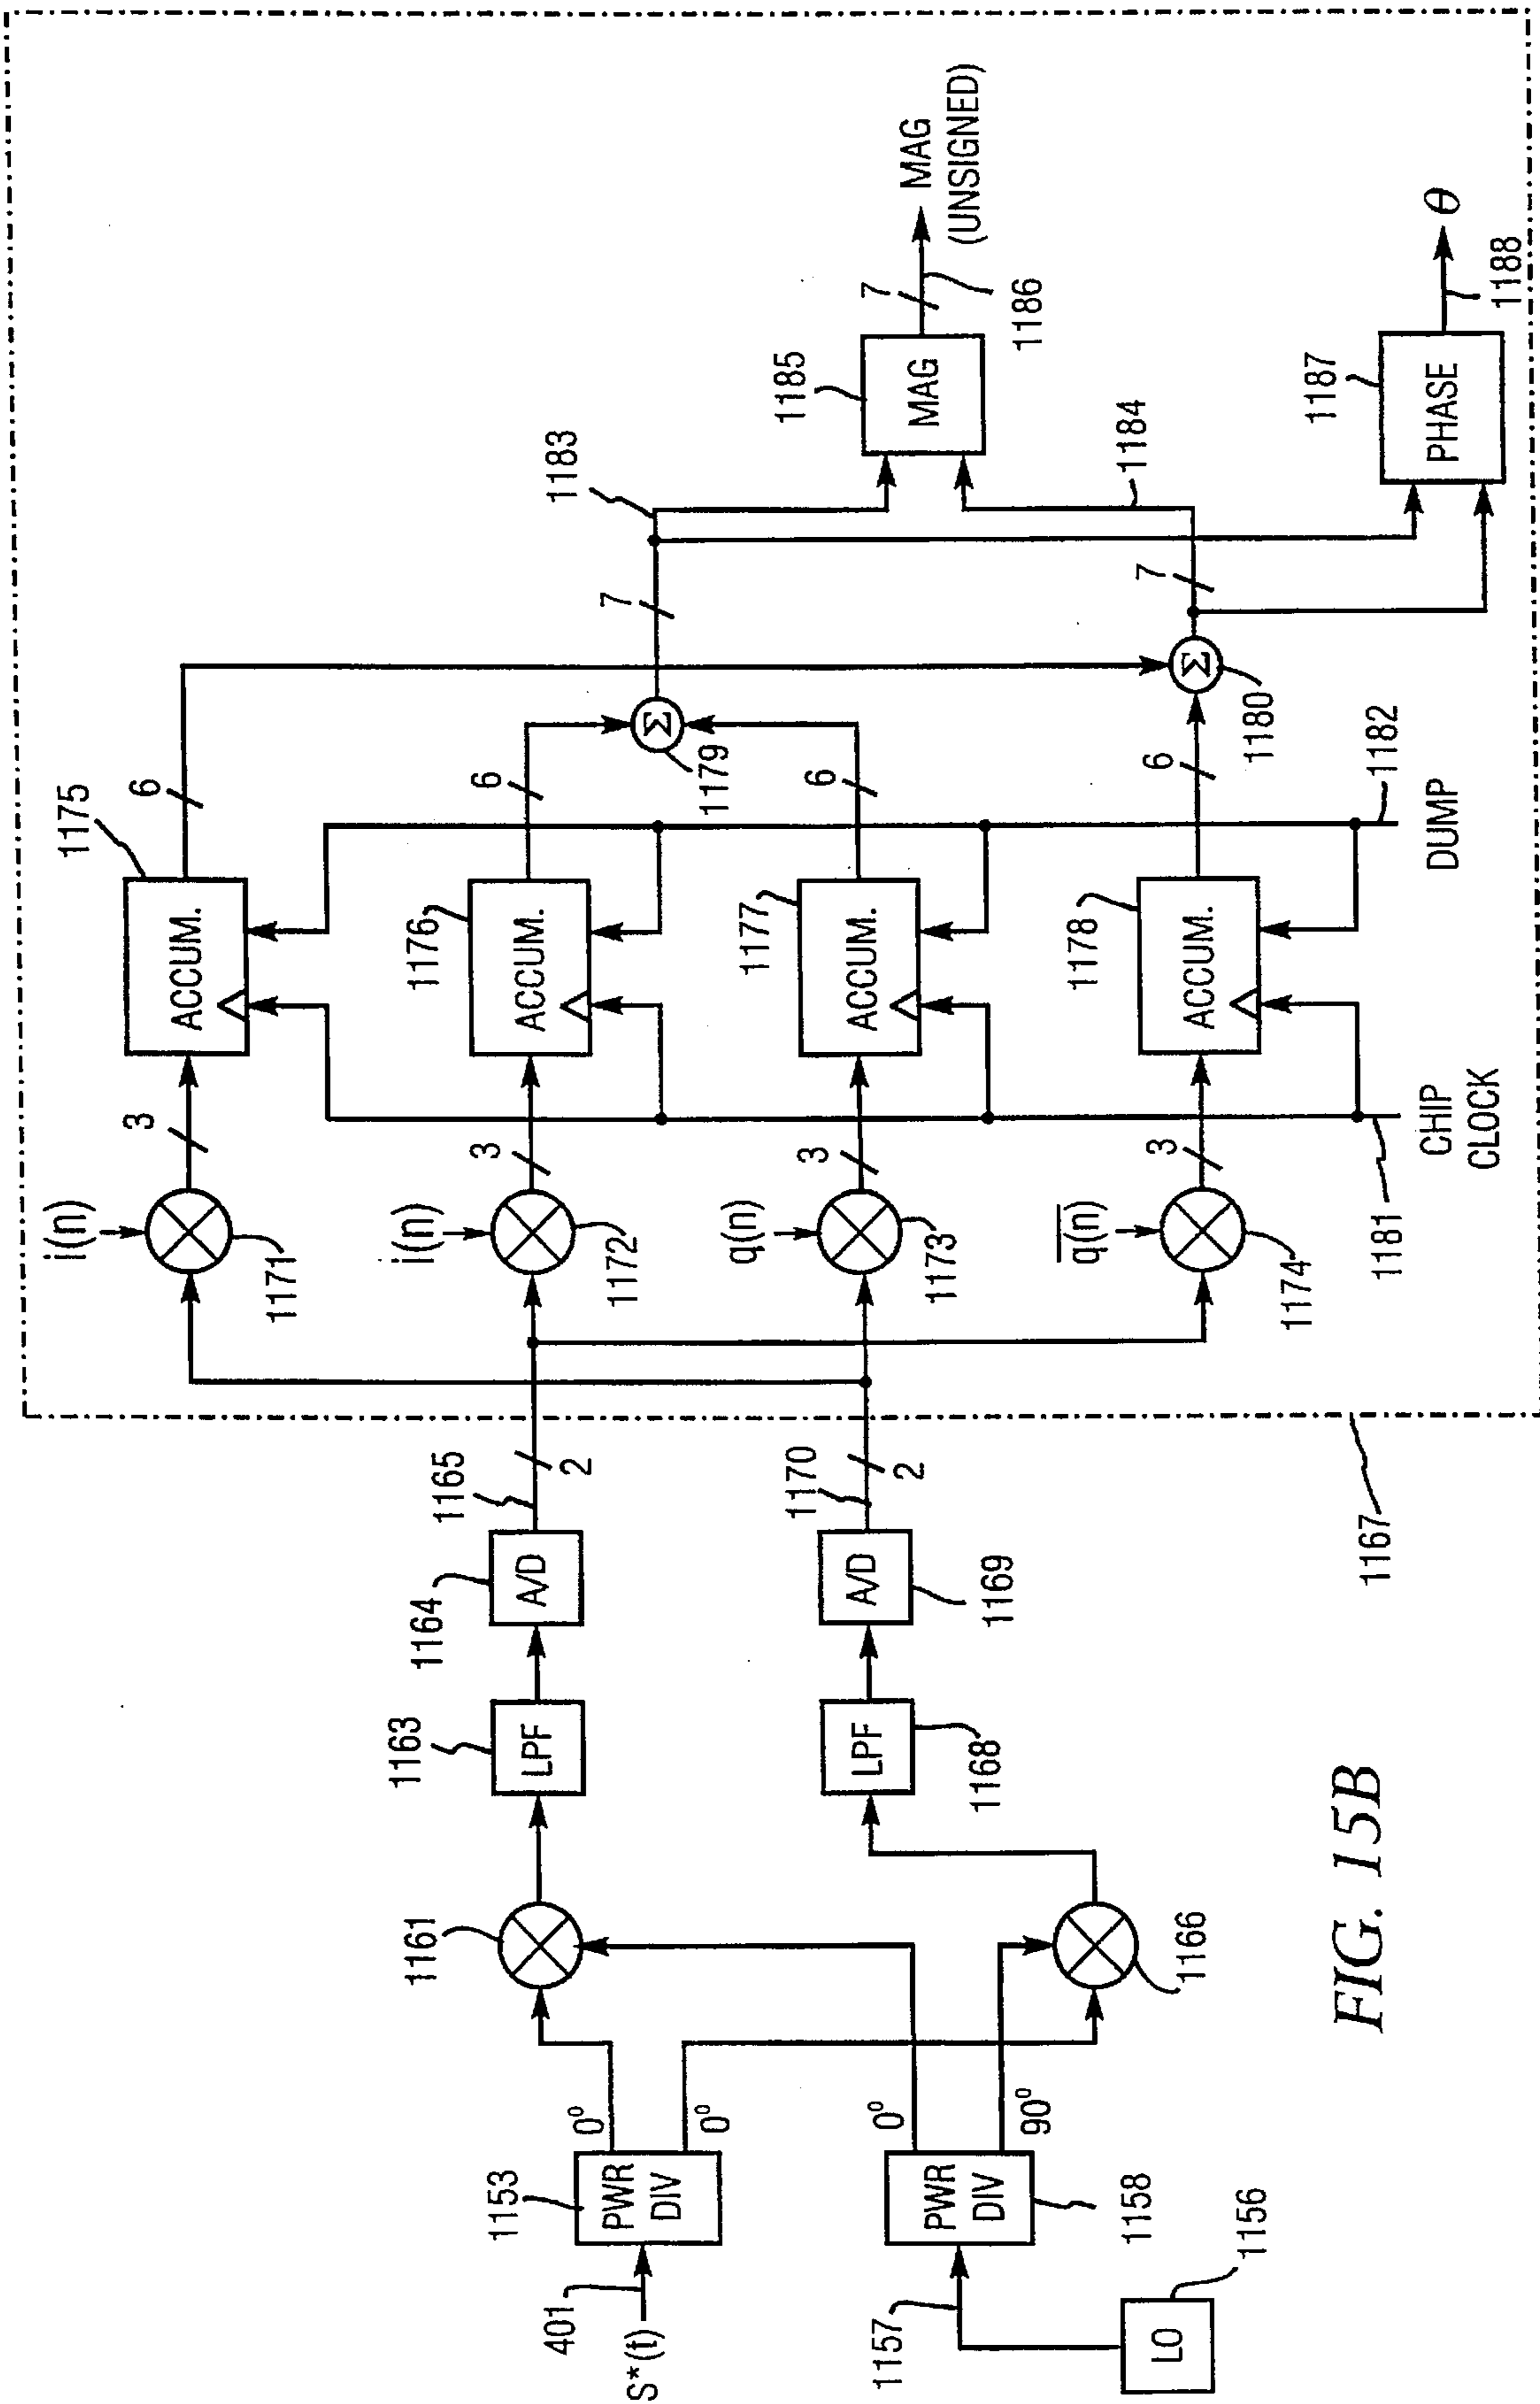 S*(t)
401
1153
PWR
DIV
0°
0°
LO
1156
1157
PWR
DIV
1158
0°
90°
1161
1166
1163
LPF
LPF
1168
1164
A/D
A/D
1169
1165
2
1170
2
1167
i(n)
1171
3
i(n)
1172
3
q(n)
1173
3
q(n)
1174
3
CHIP
CLOCK
1181
1175
ACCUM.
6
1176
ACCUM.
6
1177
ACCUM.
6
1178
ACCUM.
6
DUMP
1182
Σ
1179
7
Σ
1180
7
1183
1184
1185
MAG
7
1186
MAG
(UNSIGNED)
1187
PHASE
1188
θ
FIG. 15B